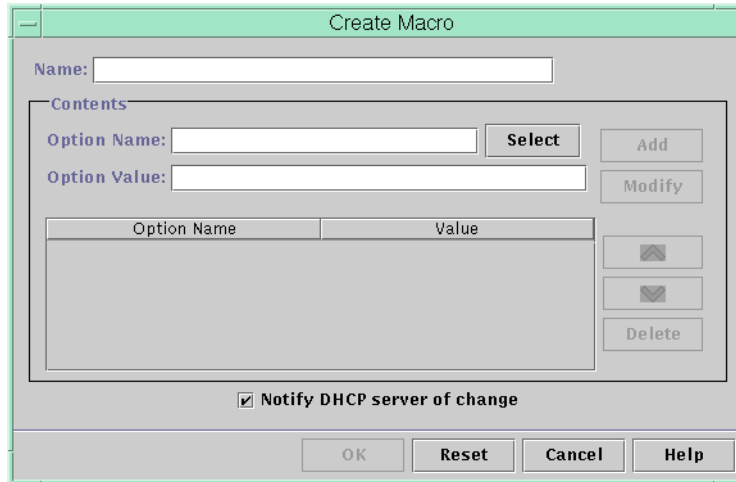 Create Macro
Name:
Contents
Option Name: Select Add
Option Value: Modify
Option Name Value
Delete
Notify DHCP server of change
OK Reset Cancel Help